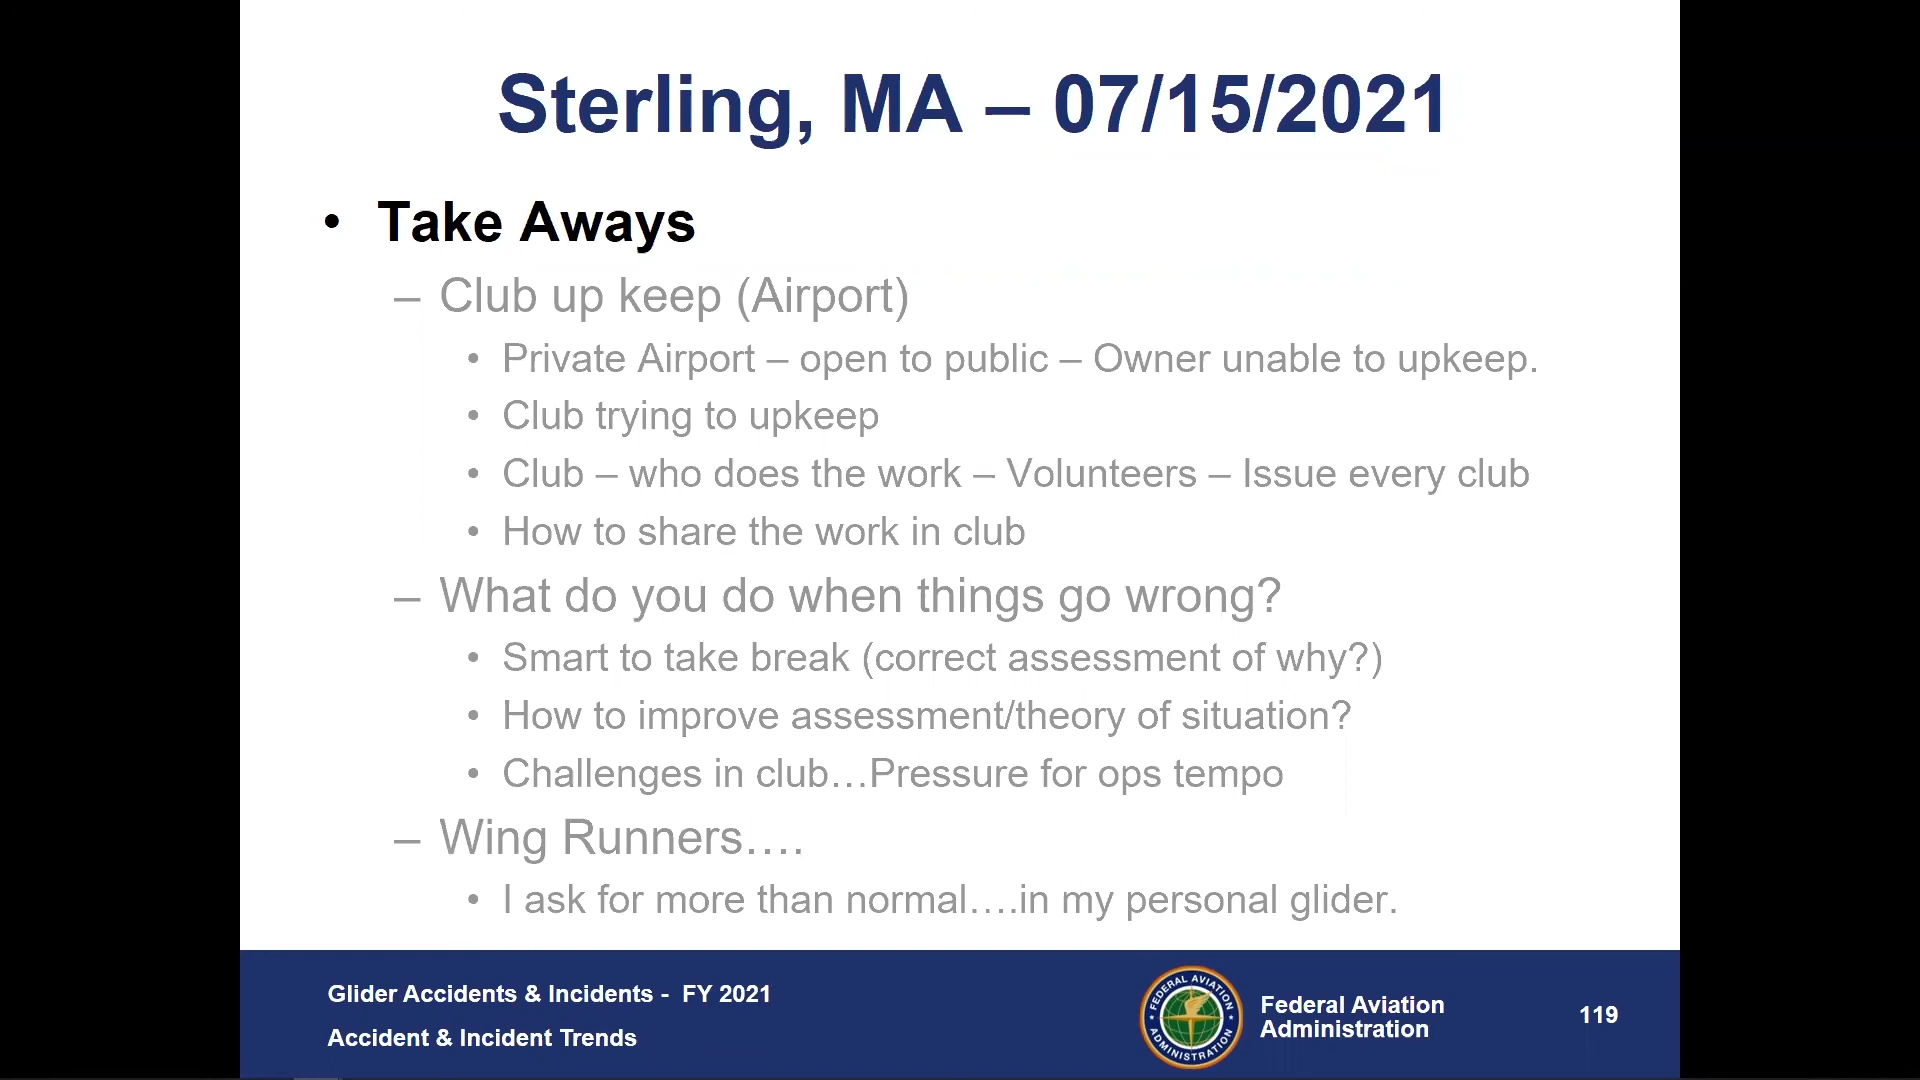 Sterling, MA – 07/15/2021
• Take Aways
– Club up keep (Airport)
• Private Airport – open to public – Owner unable to upkeep.
• Club trying to upkeep
• Club – who does the work – Volunteers – Issue every club
• How to share the work in club
– What do you do when things go wrong?
• Smart to take break (correct assessment of why?)
• How to improve assessment/theory of situation?
• Challenges in club…Pressure for ops tempo
– Wing Runners….
• I ask for more than normal….in my personal glider.
Glider Accidents & Incidents - FY 2021
Accident & Incident Trends
FEDERAL AVIATION
ADMINISTRATION
Federal Aviation
Administration
119